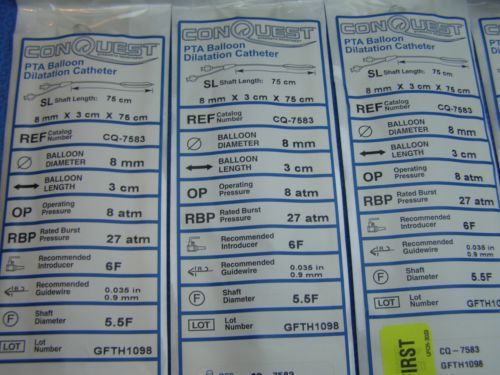 CONQUEST
PTA Balloon
Dilatation Catheter
SL Shaft Length: 75 cm
8 mm X 3 cm X 75 cm
REF Catalog Number CQ-7583
BALLOON DIAMETER 8 mm
BALLOON LENGTH 3 cm
OP Operating Pressure 8 atm
RBP Rated Burst Pressure 27 atm
Recommended Introducer 6F
Recommended Guidewire 0.035 in 0.9 mm
F Shaft Diameter 5.5F
LOT Lot Number GFTH1098
CONQUEST
PTA Balloon
Dilatation Catheter
SL Shaft Length: 75 cm
8 mm X 3 cm X 75 cm
REF Catalog Number CQ-7583
BALLOON DIAMETER 8 mm
BALLOON LENGTH 3 cm
OP Operating Pressure 8 atm
RBP Rated Burst Pressure 27 atm
Recommended Introducer 6F
Recommended Guidewire 0.035 in 0.9 mm
F Shaft Diameter 5.5F
LOT Lot Number GFTH1098
REF CQ-7583
CONQUEST
PTA Balloon
Dilatation Catheter
SL Shaft Length: 75 cm
8 mm X 3 cm X 75 cm
REF Catalog Number CQ-7583
BALLOON DIAMETER 8 mm
BALLOON LENGTH 3 cm
OP Operating Pressure 8 atm
RBP Rated Burst Pressure 27 atm
Recommended Introducer 6F
Recommended Guidewire 0.035 in 0.9 mm
F Shaft Diameter 5.5F
LOT Lot Number GFTH1098
CQ-7583
FIRST